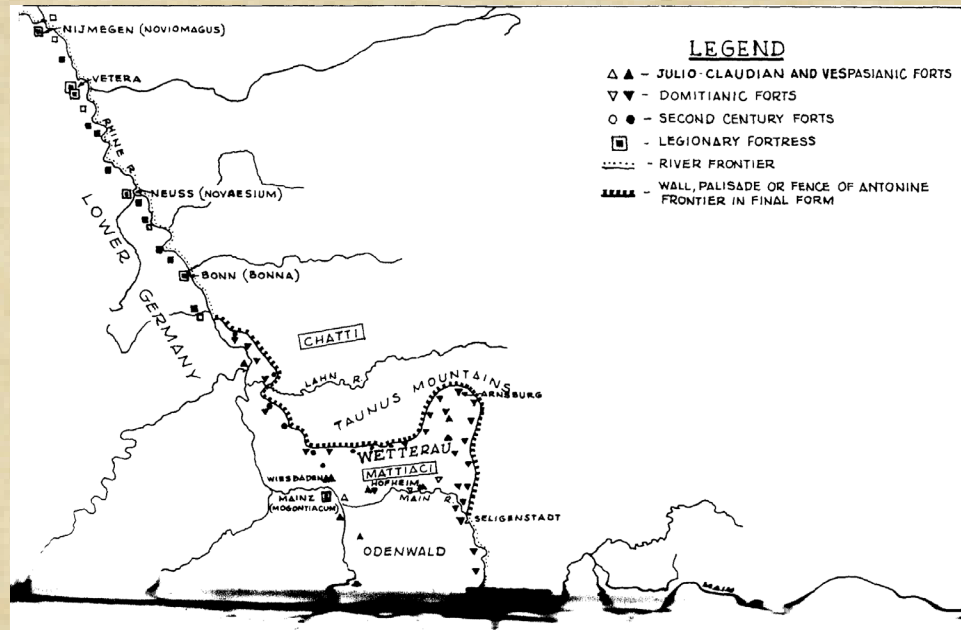 NIJMEGEN (NOVIOMAGUS)
VETERA
RHINE R.
NEUSS (NOVAESIUM)
LOWER
GERMANY
BONN (BONNA)
CHATTI
LAHN R.
TAUNUS MOUNTAINS
ARNSBURG
WETTERAU
MATTIACI
WIESBADEN
HOFHEIM
MAINZ
(MOGONTIACUM)
MAIN R.
SELIGENSTADT
ODENWALD
MAIN
LEGEND
△ ▲ – JULIO-CLAUDIAN AND VESPASIANIC FORTS
▽ ▼ – DOMITIANIC FORTS
○ ● – SECOND CENTURY FORTS
– LEGIONARY FORTRESS
– RIVER FRONTIER
– WALL, PALISADE OR FENCE OF ANTONINE
FRONTIER IN FINAL FORM